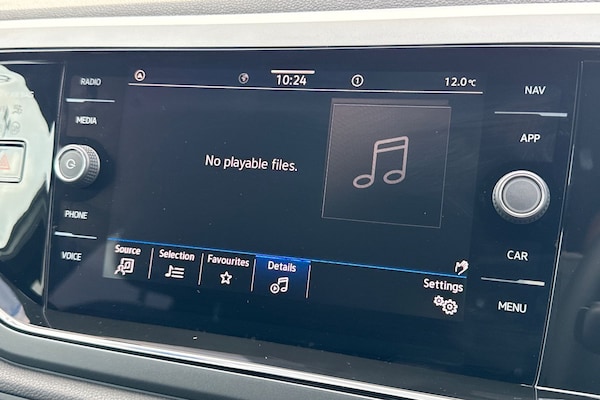 RADIO
MEDIA
PHONE
VOICE
10:24
1
12.0°C
No playable files.
Source
Selection
Favourites
Details
Settings
NAV
APP
CAR
MENU